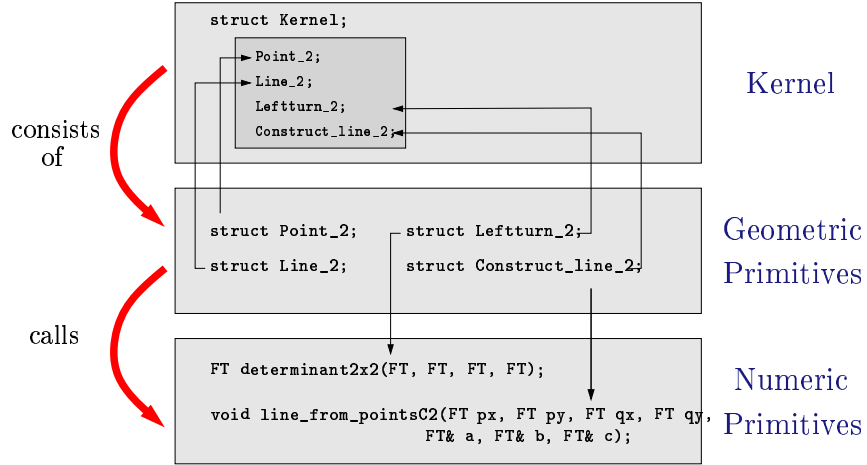 struct Kernel;
Point_2;
Line_2;
Leftturn_2;
Construct_line_2;
Kernel
consists
of
struct Point_2;
struct Leftturn_2;
struct Line_2;
struct Construct_line_2;
Geometric
Primitives
calls
FT determinant2x2(FT, FT, FT, FT);
void line_from_pointsC2(FT px, FT py, FT qx, FT qy,
FT& a, FT& b, FT& c);
Numeric
Primitives